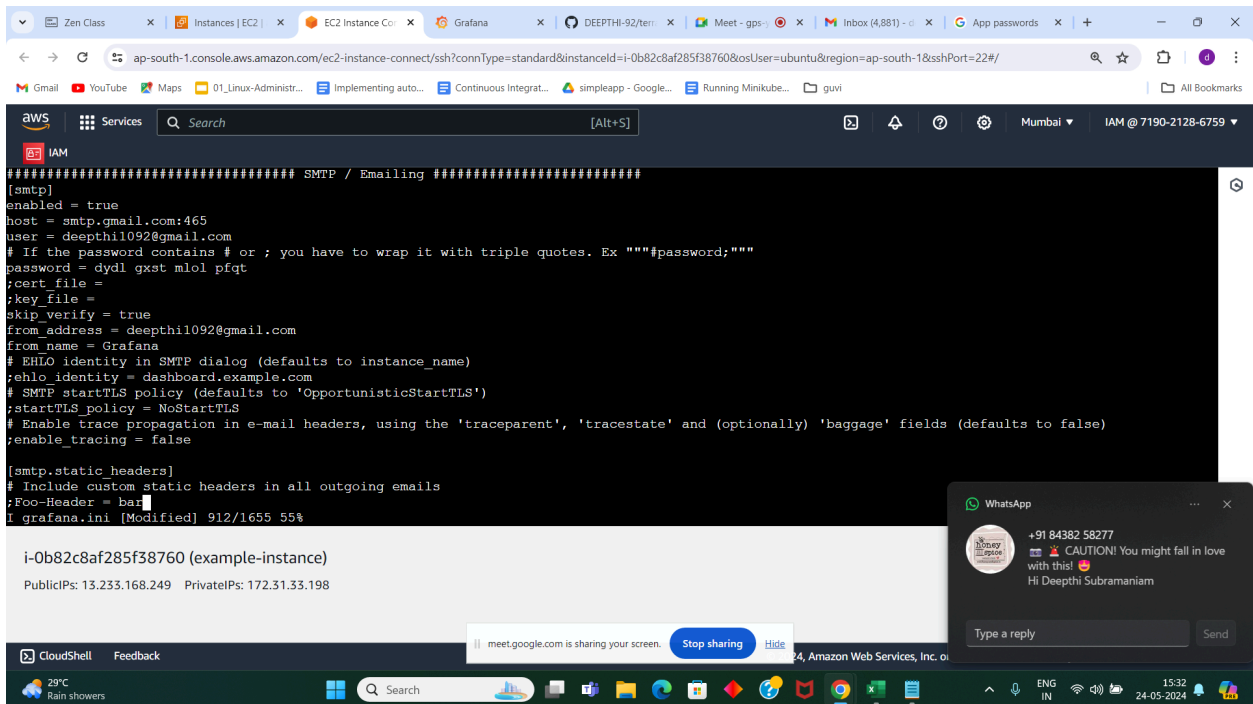 Zen Class
Instances | EC2 |
EC2 Instance Con
Grafana
DEEPTHI-92/terr
Meet - gps-y
Inbox (4,881) - d
App passwords
ap-south-1.console.aws.amazon.com/ec2-instance-connect/ssh?connType=standard&instanceId=i-0b82c8af285f38760&osUser=ubuntu&region=ap-south-1&sshPort=22#/
d
Gmail
YouTube
Maps
01_Linux-Administr...
Implementing auto...
Continuous Integrat...
simpleapp - Google...
Running Minikube...
guvi
All Bookmarks
aws
Services
Search
[Alt+S]
Mumbai ▼
IAM @ 7190-2128-6759 ▼
IAM
#################################### SMTP / Emailing ##########################
[smtp]
enabled = true
host = smtp.gmail.com:465
user = deepthi1092@gmail.com
# If the password contains # or ; you have to wrap it with triple quotes. Ex """#password;"""
password = dydl gxst mlol pfqt
;cert_file =
;key_file =
skip_verify = true
from_address = deepthi1092@gmail.com
from_name = Grafana
# EHLO identity in SMTP dialog (defaults to instance_name)
;ehlo_identity = dashboard.example.com
# SMTP startTLS policy (defaults to 'OpportunisticStartTLS')
;startTLS_policy = NoStartTLS
# Enable trace propagation in e-mail headers, using the 'traceparent', 'tracestate' and (optionally) 'baggage' fields (defaults to false)
;enable_tracing = false
[smtp.static_headers]
# Include custom static headers in all outgoing emails
;Foo-Header = bar
I grafana.ini [Modified] 912/1655 55%
i-0b82c8af285f38760 (example-instance)
PublicIPs: 13.233.168.249 PrivateIPs: 172.31.33.198
WhatsApp
honey
spice
+91 84382 58277
📷 🚨 CAUTION! You might fall in love
with this! 🤩
Hi Deepthi Subramaniam
Type a reply
Send
meet.google.com is sharing your screen.
Stop sharing
Hide
CloudShell
Feedback
24, Amazon Web Services, Inc. o
29°C
Rain showers
Search
ENG
IN
15:32
24-05-2024